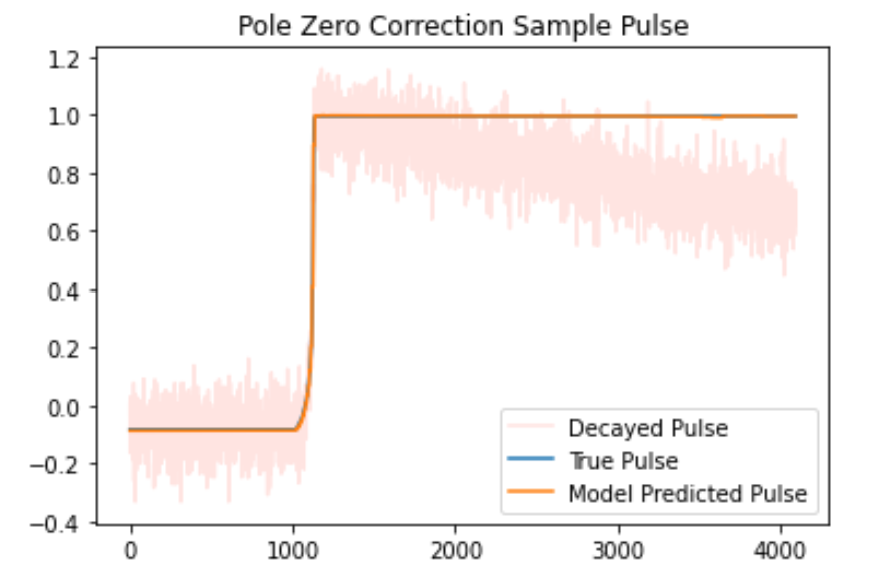 Pole Zero Correction Sample Pulse
1.2
1.0
0.8
0.6
0.4
0.2
0.0
−0.2
−0.4
Decayed Pulse
True Pulse
Model Predicted Pulse
0 1000 2000 3000 4000